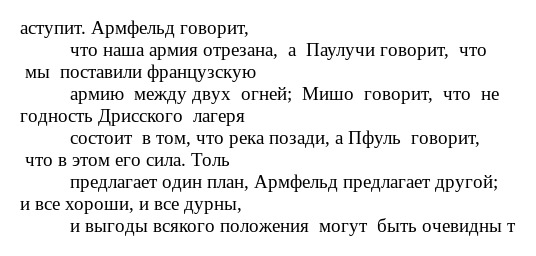 аступит. Армфельд говорит,
что наша армия отрезана, а Паулучи говорит, что
мы поставили французскую
армию между двух огней; Мишо говорит, что не
годность Дрисского лагеря
состоит в том, что река позади, а Пфуль говорит,
что в этом его сила. Толь
предлагает один план, Армфельд предлагает другой;
и все хороши, и все дурны,
и выгоды всякого положения могут быть очевидны т